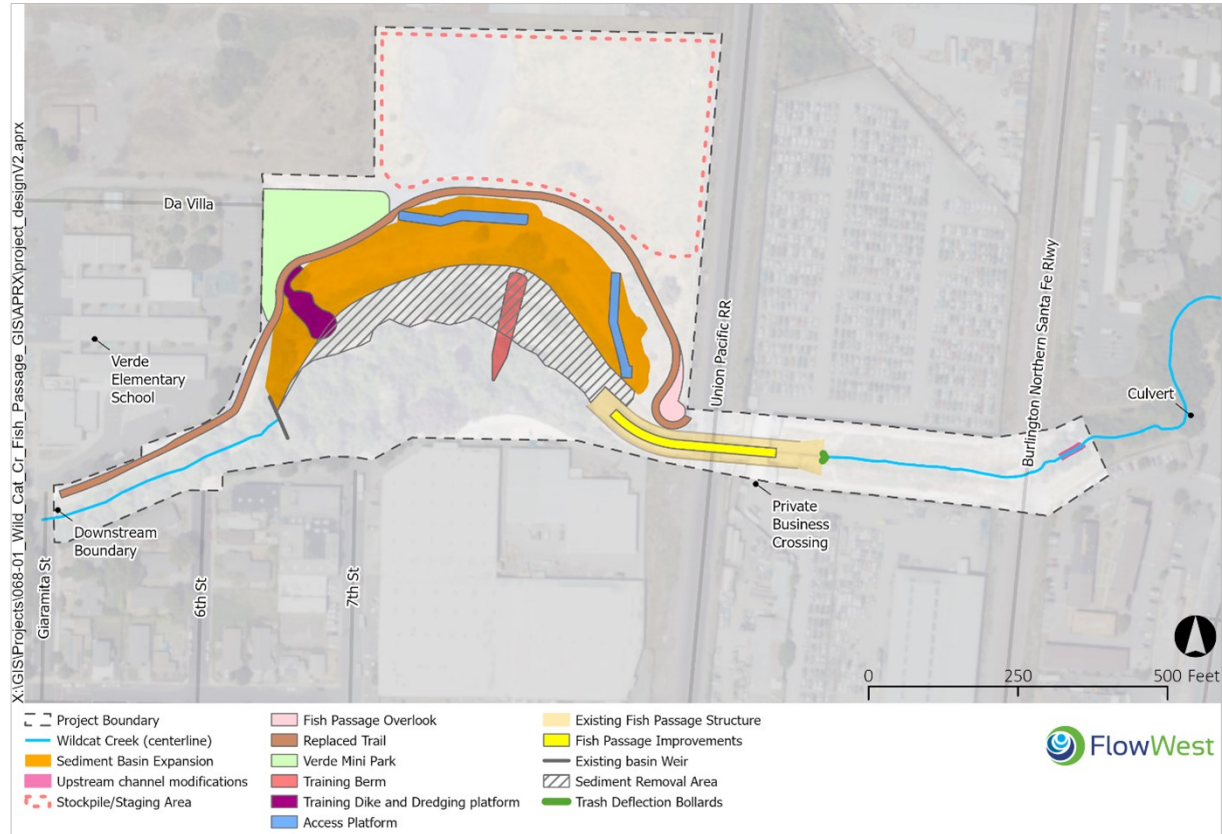 X:\GIS\Projects\068-01_Wild_Cat_Cr_Fish_Passage_GIS\APRX\project_designV2.aprx
Da Villa
Verde
Elementary
School
Union Pacific RR
Burlington Northern Santa Fe Rlwy
Culvert
Downstream
Boundary
Private
Business
Crossing
Giaramita St
6th St
7th St
0 250 500 Feet
Project Boundary
Wildcat Creek (centerline)
Sediment Basin Expansion
Upstream channel modifications
Stockpile/Staging Area
Fish Passage Overlook
Replaced Trail
Verde Mini Park
Training Berm
Training Dike and Dredging platform
Access Platform
Existing Fish Passage Structure
Fish Passage Improvements
Existing basin Weir
Sediment Removal Area
Trash Deflection Bollards
FlowWest